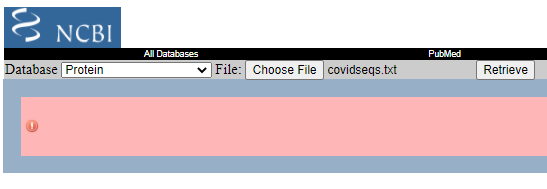 NCBI
All Databases PubMed
Database Protein File: Choose File covidseqs.txt Retrieve